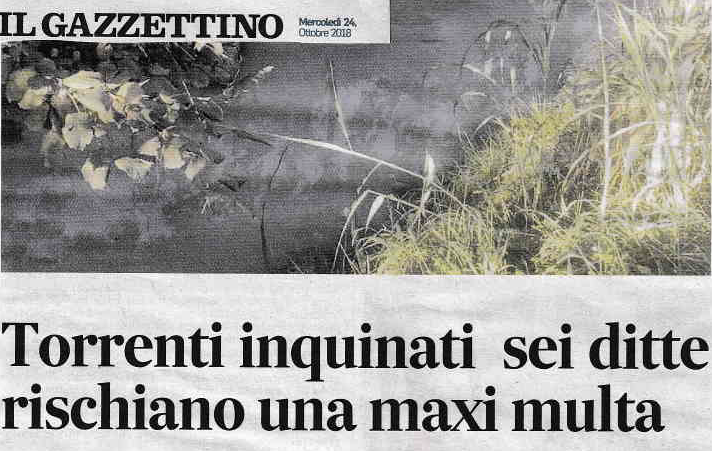 IL GAZZETTINO
Mercoledì 24,
Ottobre 2018
Torrenti inquinati sei ditte
rischiano una maxi multa